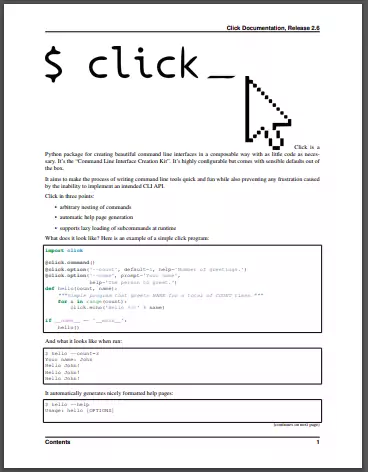 Click Documentation, Release 2.6
$ click_
Click is a
Python package for creating beautiful command line interfaces in a composable way with as little code as neces-
sary. It's the "Command Line Interface Creation Kit". It's highly configurable but comes with sensible defaults out of
the box.
It aims to make the process of writing command line tools quick and fun while also preventing any frustration caused
by the inability to implement an intended CLI API.
Click in three points:
• arbitrary nesting of commands
• automatic help page generation
• supports lazy loading of subcommands at runtime
What does it look like? Here is an example of a simple click program:
import click
@click.command()
@click.option('--count', default=1, help='Number of greetings.')
@click.option('--name', prompt='Your name',
help='The person to greet.')
def hello(count, name):
"""Simple program that greets NAME for a total of COUNT times."""
for x in range(count):
click.echo('Hello %s!' % name)
if __name__ == '__main__':
hello()
And what it looks like when run:
$ hello --count=3
Your name: John
Hello John!
Hello John!
Hello John!
It automatically generates nicely formatted help pages:
$ hello --help
Usage: hello [OPTIONS]
(continues on next page)
Contents 1